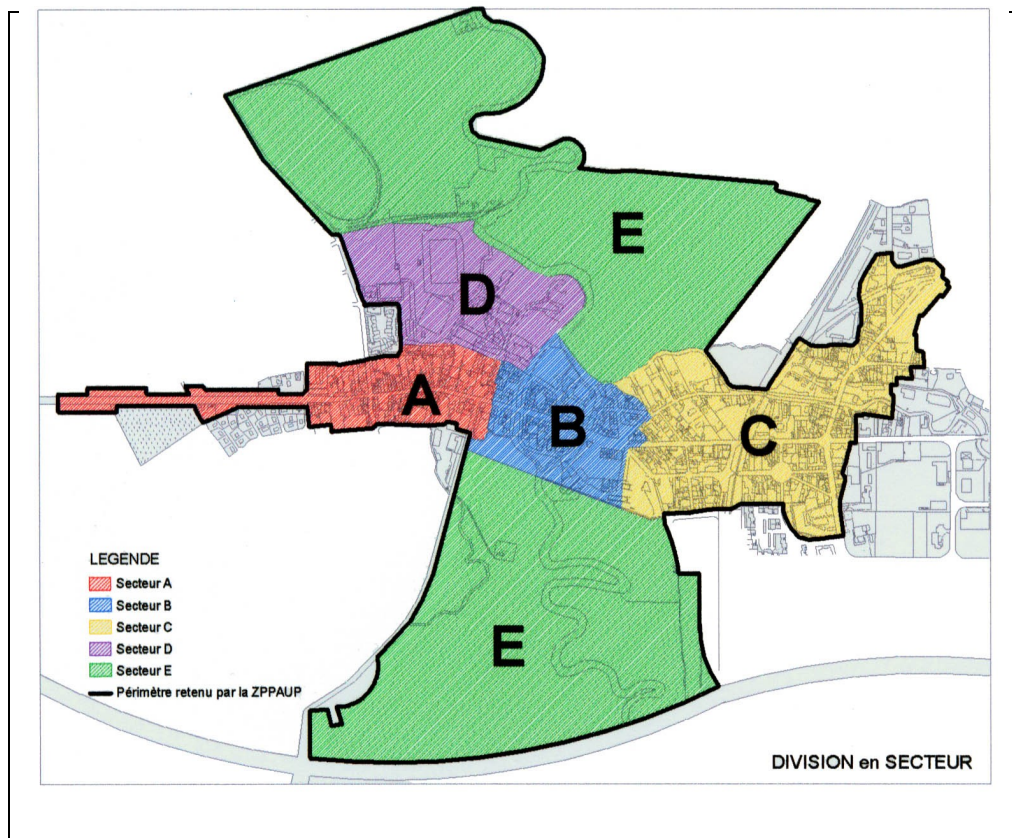 E
D
A
B
C
E
LEGENDE
Secteur A
Secteur B
Secteur C
Secteur D
Secteur E
Périmètre retenu par la ZPPAUP
DIVISION en SECTEUR